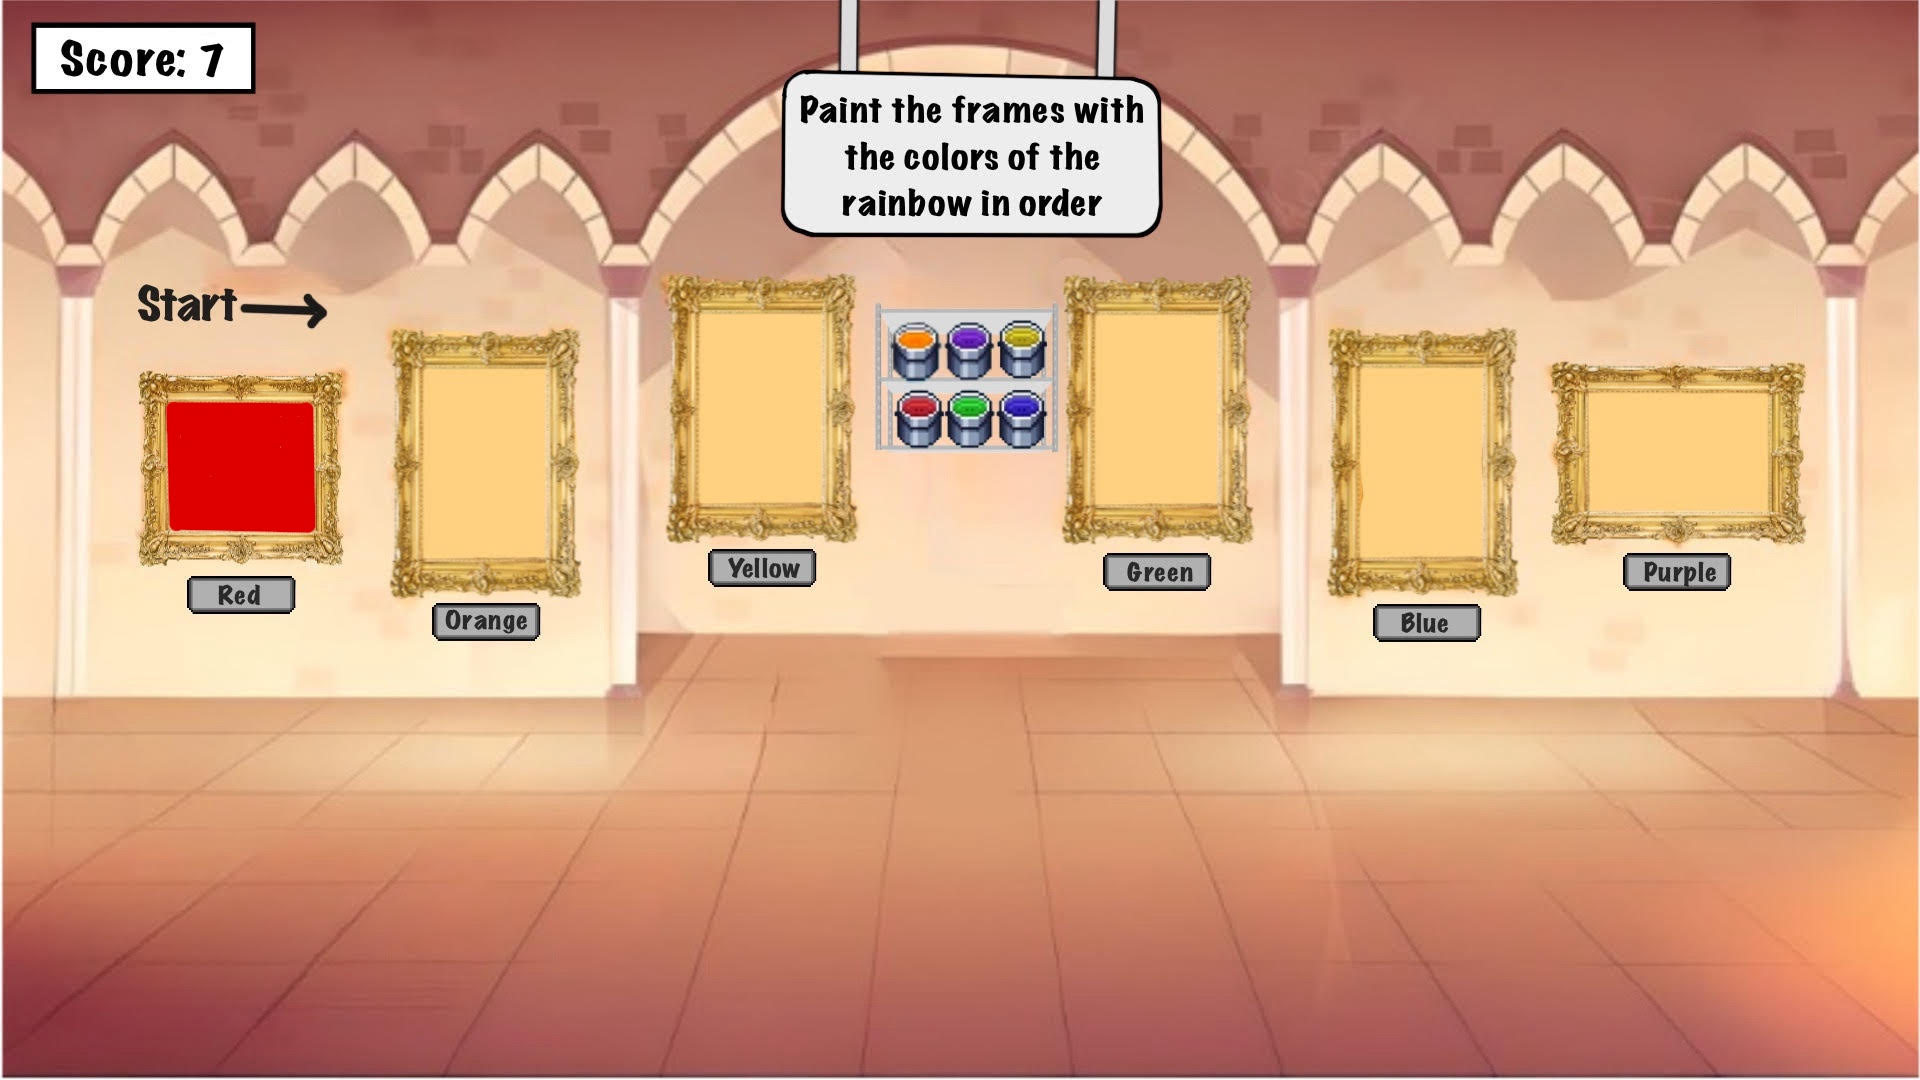 Score: 7
Paint the frames with
the colors of the
rainbow in order
Start
Red
Orange
Yellow
Green
Blue
Purple